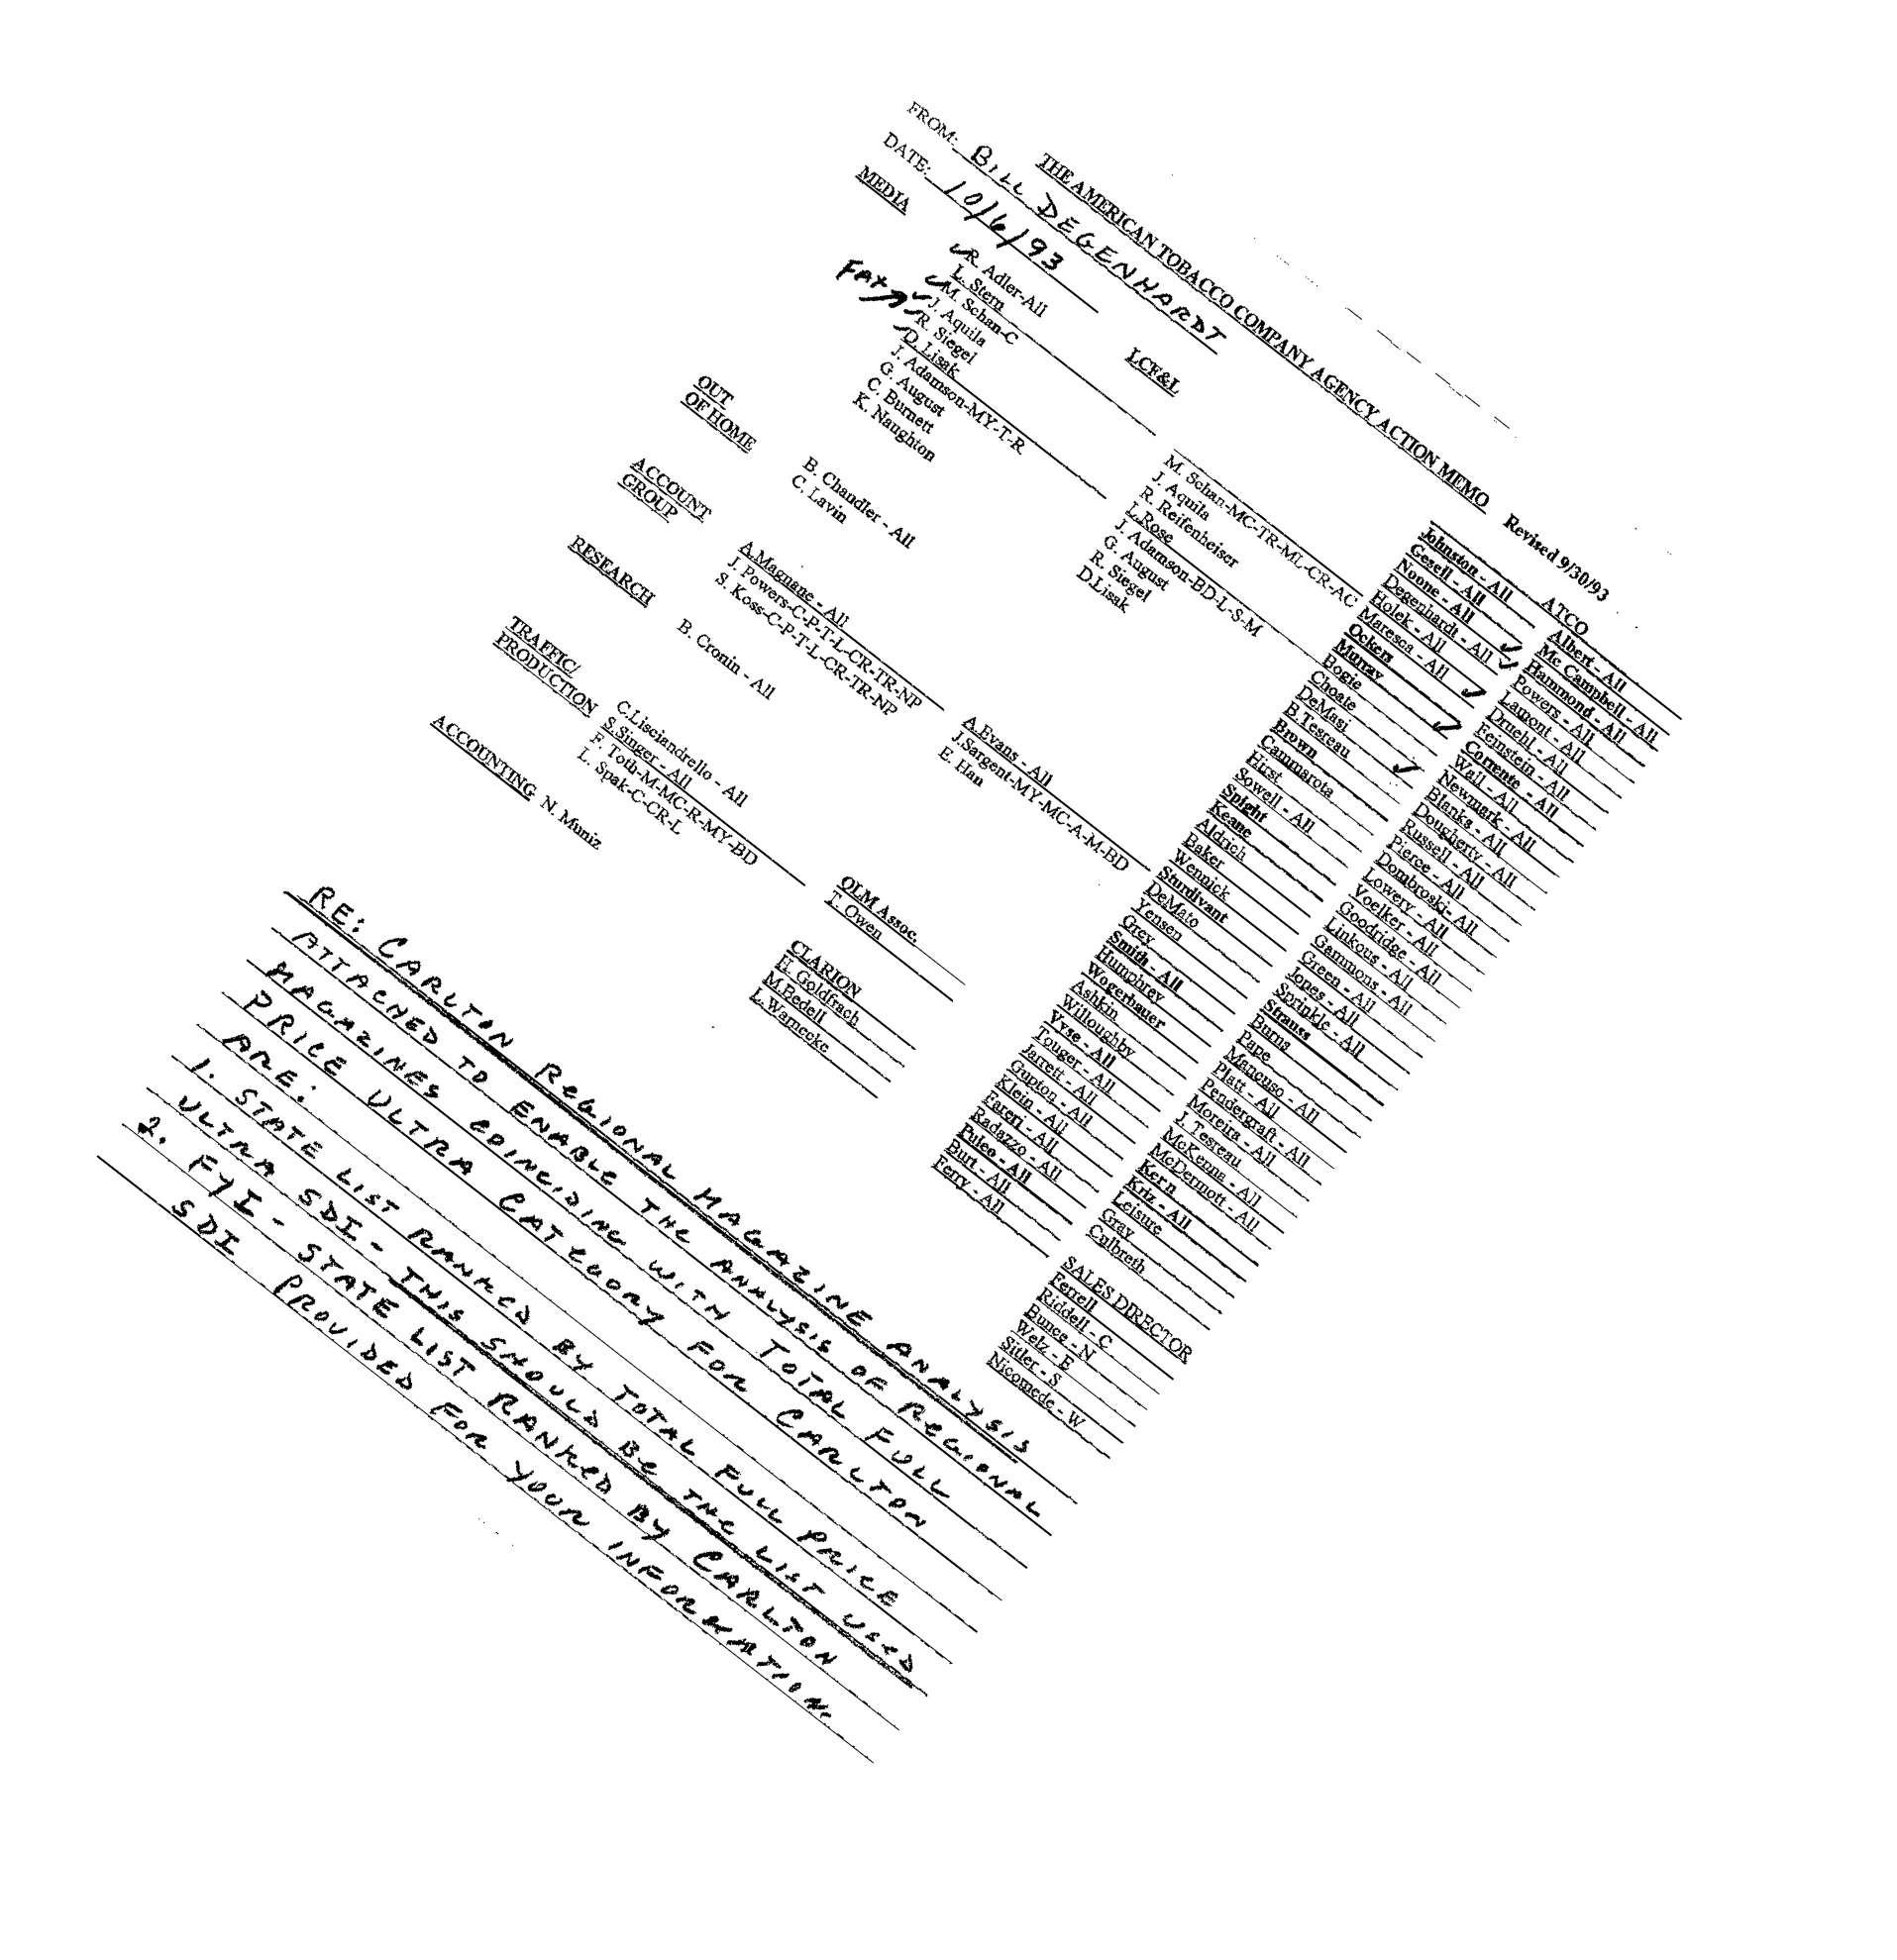 THE AMERICAN TOBACCO COMPANY AGENCY ACTION MEMO Revised 9/30/93
FROM: BILL DEGENHARDT
DATE: 10/6/93
LCF&L
ATCO
MEDIA
R. Adler-All
L. Stern
M. Schan-C
J. Aquila
R. Siegel
D. Lisak
J. Adamson-MY-T-R
G. August
C. Burnett
K. Naughton
M. Schan-MC-TR-ML-CR-AC
J. Aquila
R. Reifenheiser
L.Rose
J. Adamson-BD-L-S-M
G. August
R. Siegel
D.Lisak
OUT
OF HOME
B. Chandler - All
C. Lavin
ACCOUNT
GROUP
A.Magnane - All
J. Powers-C-P-T-L-CR-TR-NP
S. Koss-C-P-T-L-CR-TR-NP
A.Evans - All
J.Sargent-MY-MC-A-M-BD
E. Han
RESEARCH
B. Cronin - All
TRAFFIC/
PRODUCTION
C.Lisciandrello - All
S.Singer - All
F. Toth-M-MC-R-MY-BD
L. Spak-C-CR-L
ACCOUNTING N. Muniz
OLM Assoc.
T. Owen
CLARION
H. Goldfrach
M.Bedell
L.Warnecke
Johnston - All
Gesell - All
Noone - All
Degenhardt - All
Holek - All
Maresca - All
Ockers
Murray
Bogie
Choate
DeMasi
B.Tesreau
Brown
Cammarota
Hirst
Sowell - All
Spight
Keane
Aldrich
Baker
Wennick
Sturdivant
DeMato
Yensen
Grey
Smith - All
Humphrey
Wogerbauer
Ashkin
Willoughby
Vyse - All
Touger - All
Jarrett - All
Gupton - All
Klein - All
Fareri - All
Radazzo - All
Puleo - All
Burt - All
Ferry - All
Albert - All
Mc Campbell - All
Hammond - All
Powers - All
Lamont - All
Druehl - All
Feinstein - All
Corrente - All
Wall - All
Newmark - All
Blanks - All
Dougherty - All
Russell - All
Pierce - All
Dombroski- All
Lowery - All
Voelker - All
Goodridge - All
Linkous - All
Gammons - All
Green - All
Jones - All
Sprinkle - All
Strauss
Burns
Pape
Mancuso - All
Platt - All
Pendergraft - All
Moreira - All
J. Tesreau
McKenna - All
McDermott - All
Kern
Kriz - All
Leisure
Gray
Culbreth
SALES DIRECTOR
Ferrell
Riddell - C
Bunce - N
Welz - E
Sitler - S
Nicomede - W
RE: CARLTON REGIONAL MAGAZINE ANALYSIS
ATTACHED TO ENABLE THE ANALYSIS OF REGIONAL
MAGAZINES COINCIDING WITH TOTAL FULL
PRICE ULTRA CATEGORY FOR CARLTON
ARE:
1. STATE LIST RANKED BY TOTAL FULL PRICE
ULTRA SDI - THIS SHOULD BE THE LIST USED
2. FYI - STATE LIST RANKED BY CARLTON
SDI PROVIDED FOR YOUR INFORMATION.